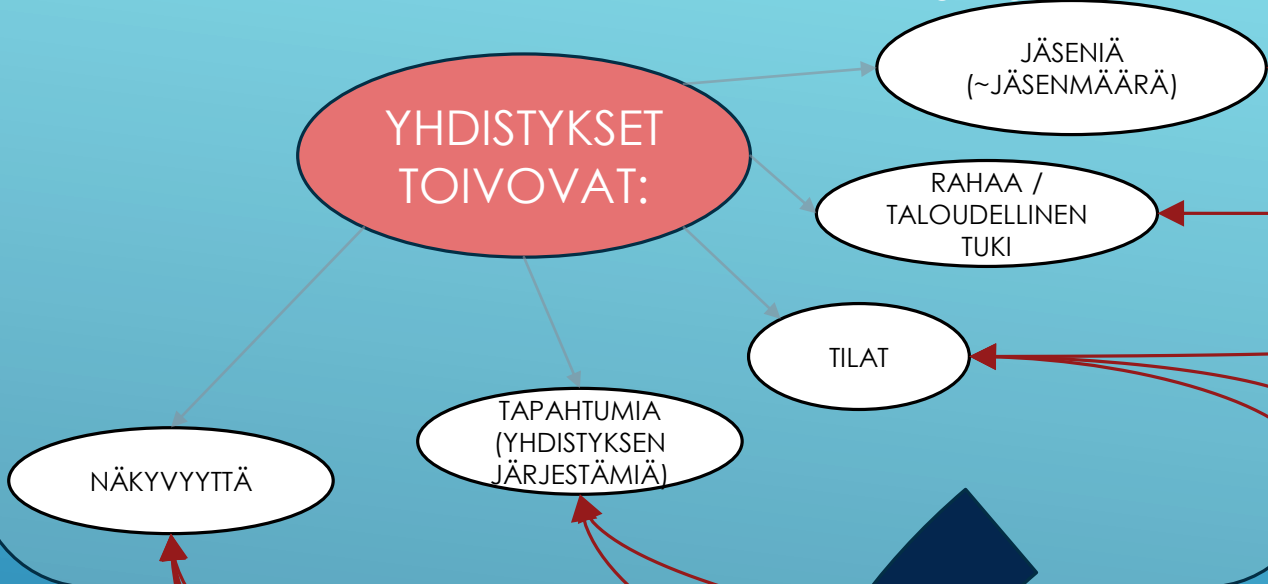 YHDISTYKSET
TOIVOVAT:
JÄSENIÄ
(~JÄSENMÄÄRÄ)
RAHAA /
TALOUDELLINEN
TUKI
TILAT
TAPAHTUMIA
(YHDISTYKSEN
JÄRJESTÄMIÄ)
NÄKYVYYTTÄ